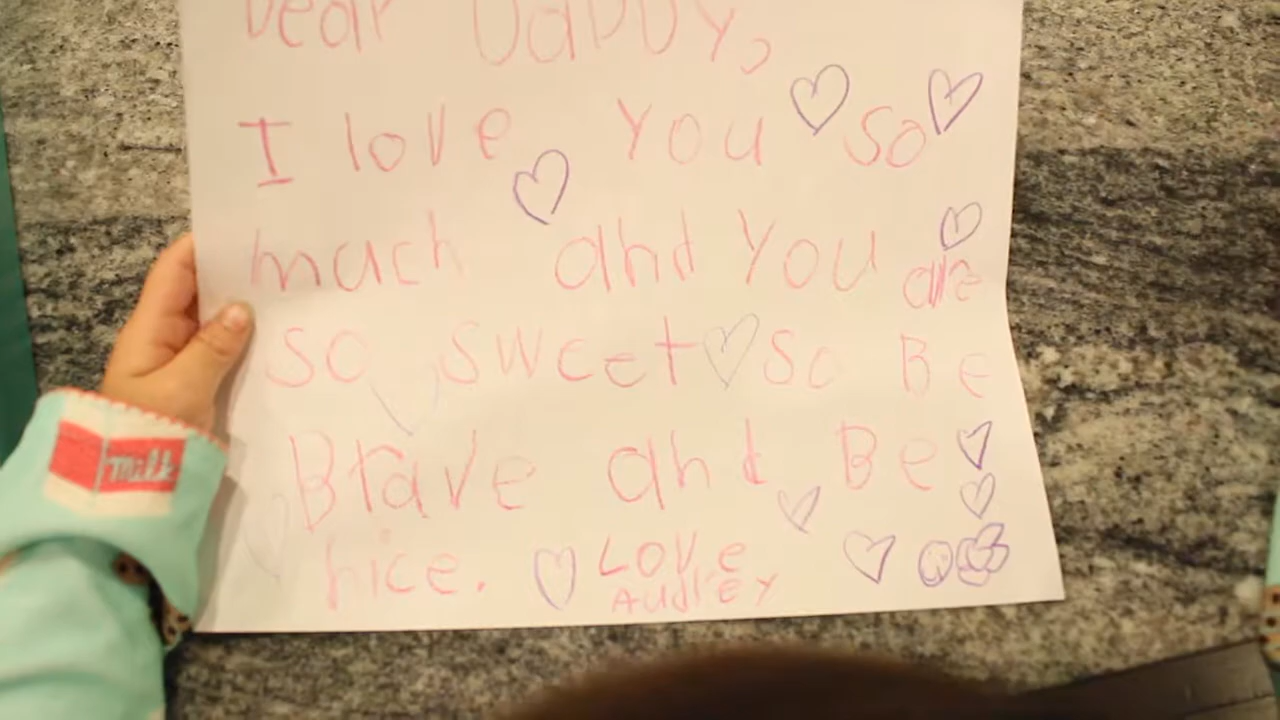 Dear DaDDy,
I love you so
much and you are
so sweet so Be
Brave and Be
nice.
Love
Audrey
Milk